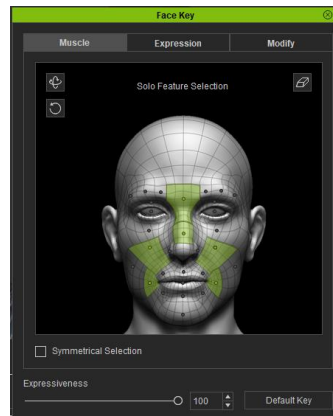 Face Key
Muscle Expression Modify
Solo Feature Selection
Symmetrical Selection
Expressiveness
100 Default Key